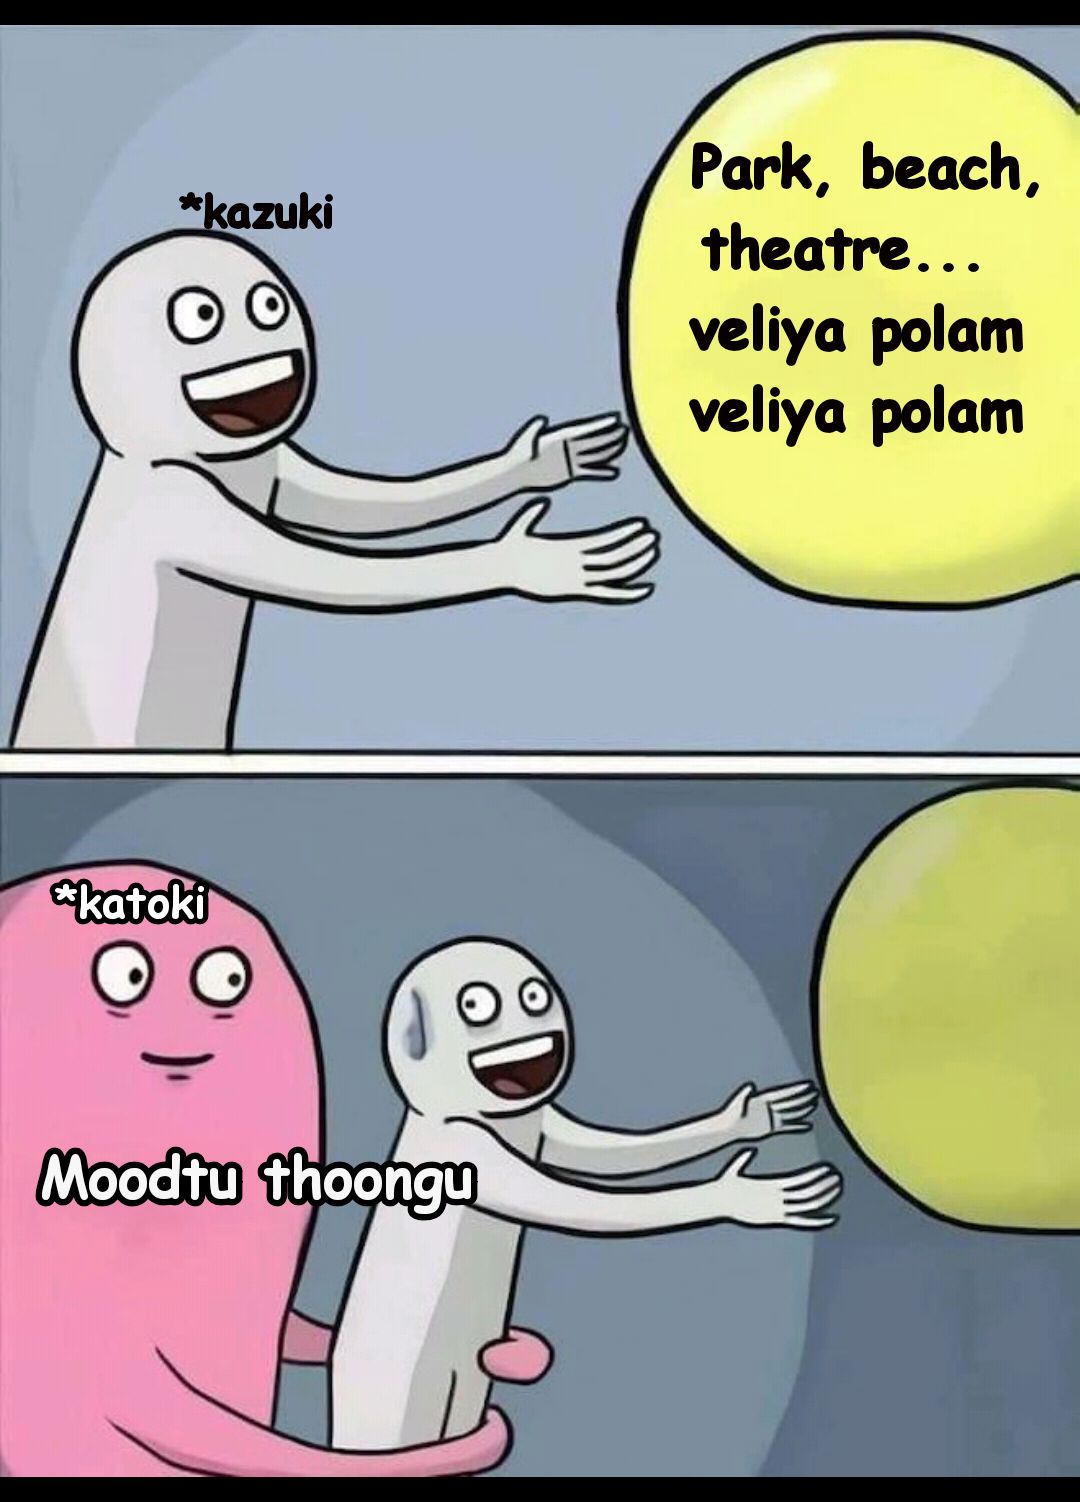 *kazuki
Park, beach,
theatre...
veliya polam
veliya polam
*katoki
Moodtu thoongu